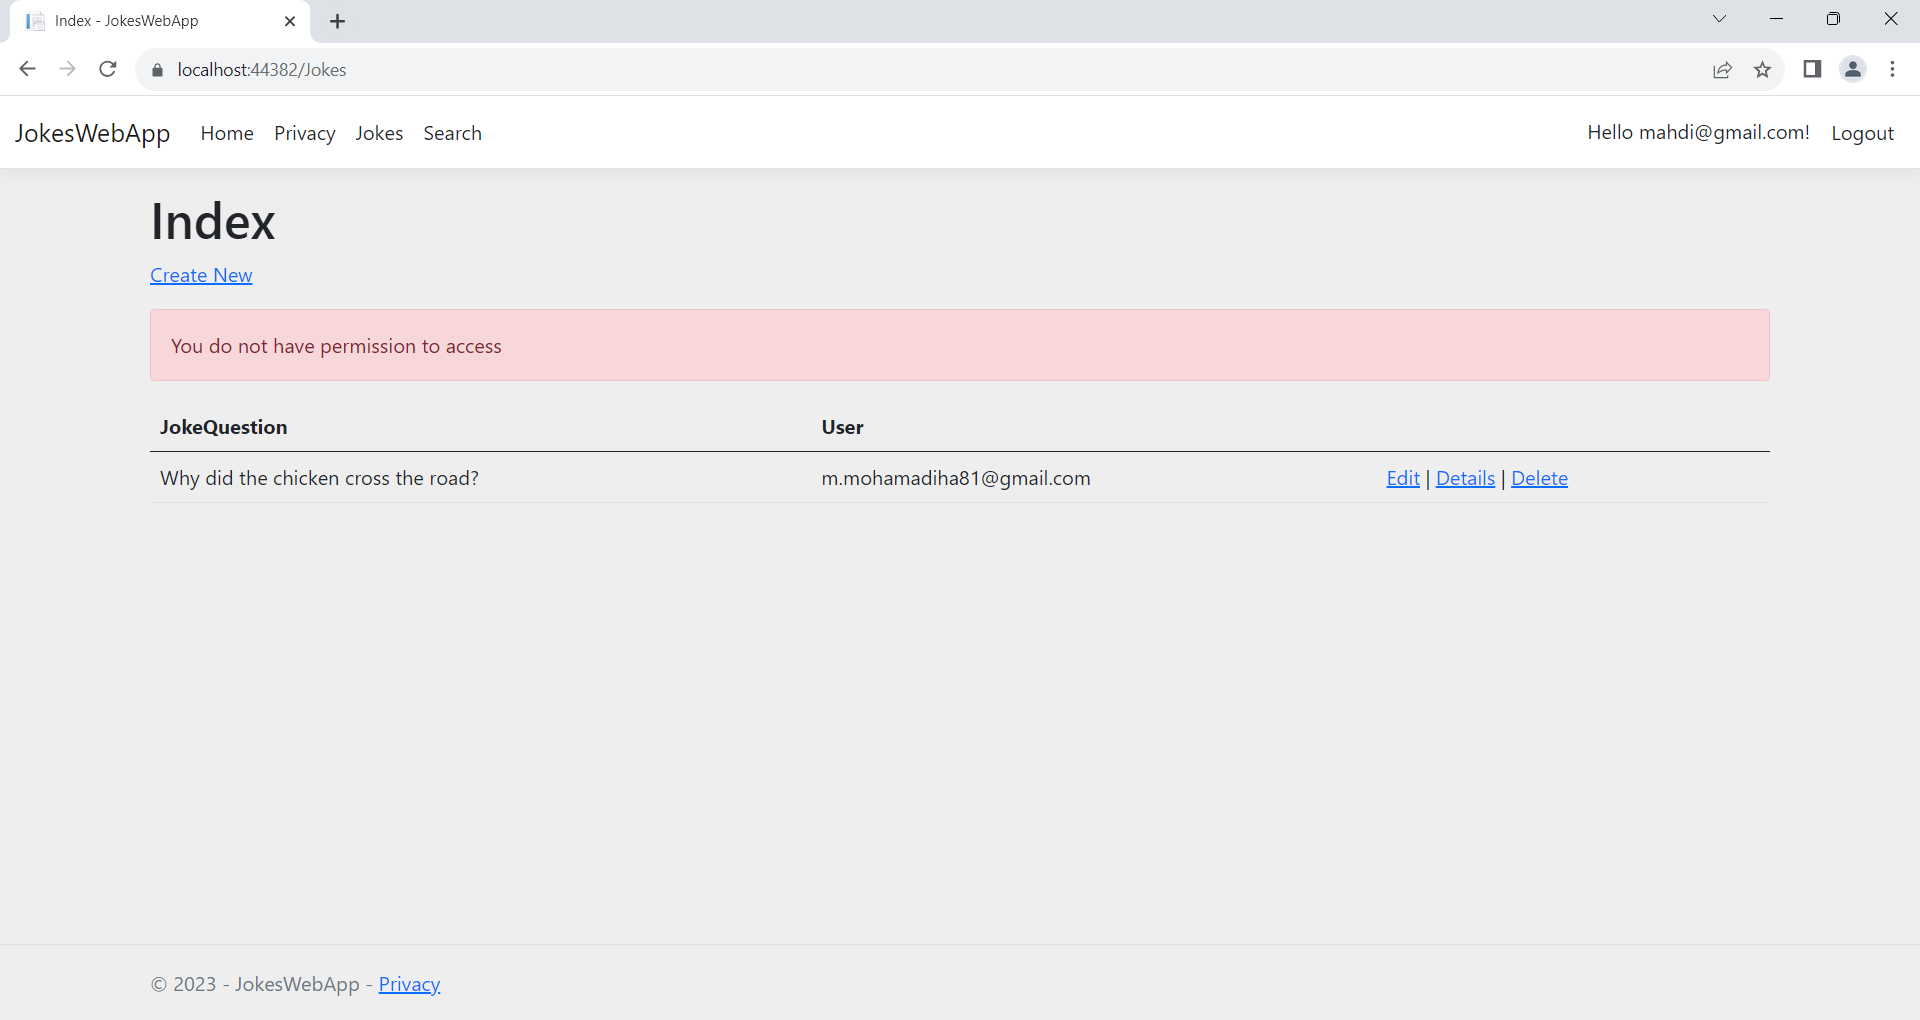 Index - JokesWebApp
localhost:44382/Jokes
JokesWebApp Home Privacy Jokes Search Hello mahdi@gmail.com! Logout
Index
Create New
You do not have permission to access
JokeQuestion User
Why did the chicken cross the road? m.mohamadiha81@gmail.com Edit | Details | Delete
© 2023 - JokesWebApp - Privacy